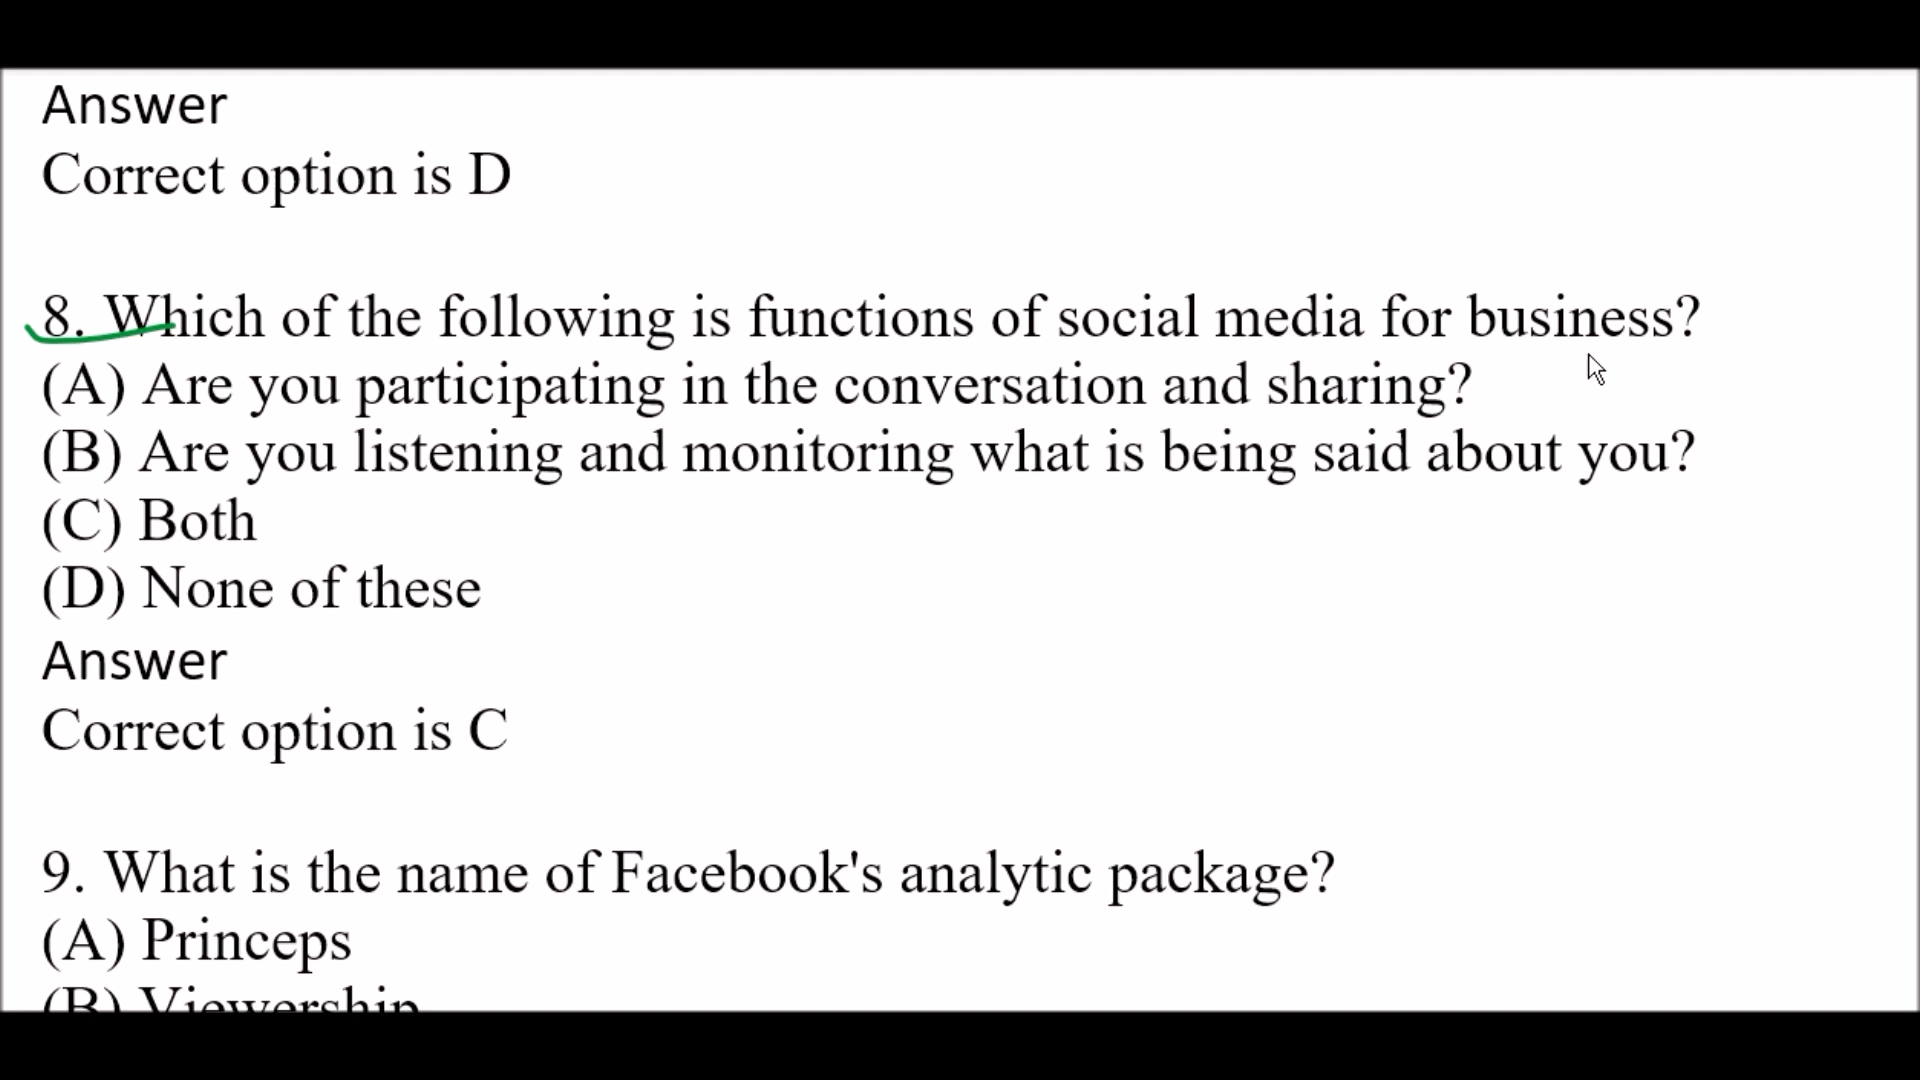 Answer
Correct option is D
8. Which of the following is functions of social media for business?
(A) Are you participating in the conversation and sharing?
(B) Are you listening and monitoring what is being said about you?
(C) Both
(D) None of these
Answer
Correct option is C
9. What is the name of Facebook's analytic package?
(A) Princeps
(B) Viewership